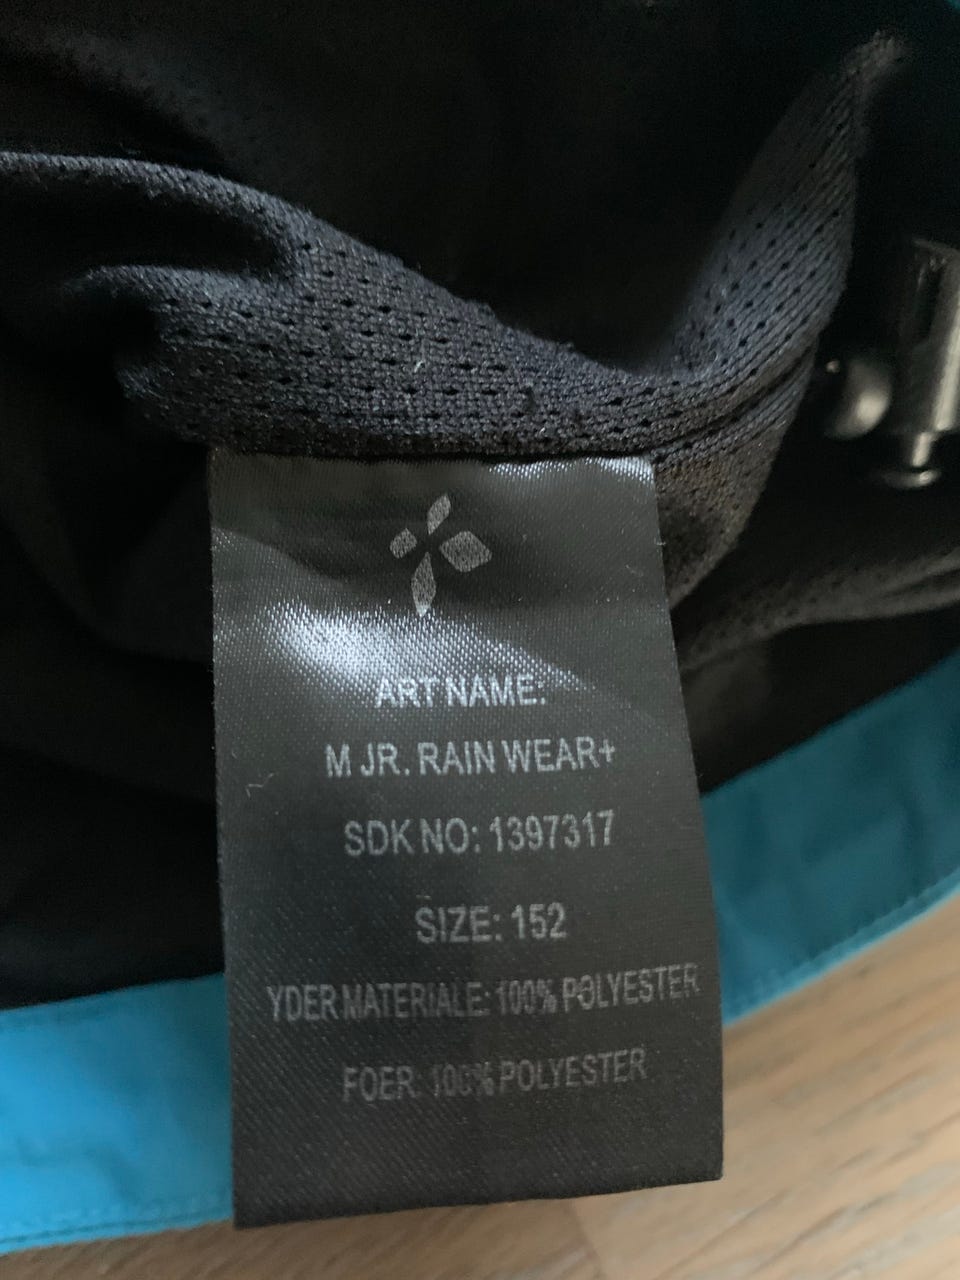 ART NAME:
M JR. RAIN WEAR+
SDK NO: 1397317
SIZE: 152
YDER MATERIALE: 100% POLYESTER
FOER: 100% POLYESTER